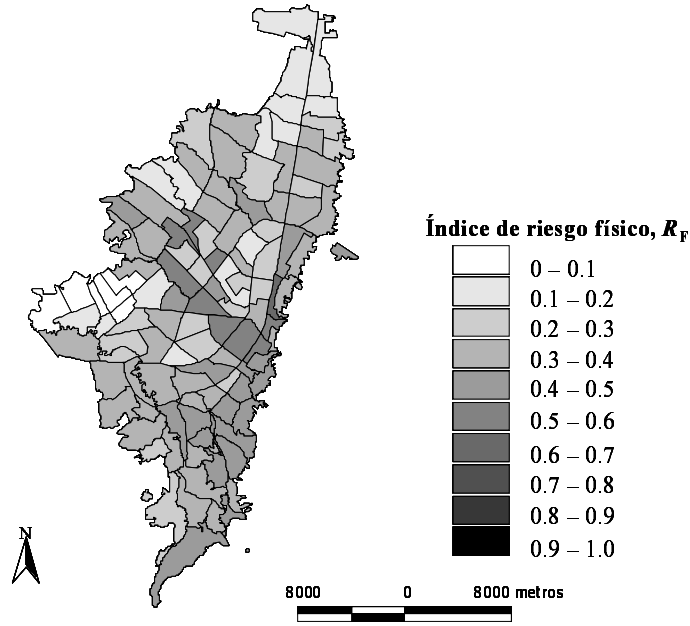 Índice de riesgo físico, R_F
0 – 0.1
0.1 – 0.2
0.2 – 0.3
0.3 – 0.4
0.4 – 0.5
0.5 – 0.6
0.6 – 0.7
0.7 – 0.8
0.8 – 0.9
0.9 – 1.0
N
8000 0 8000 metros